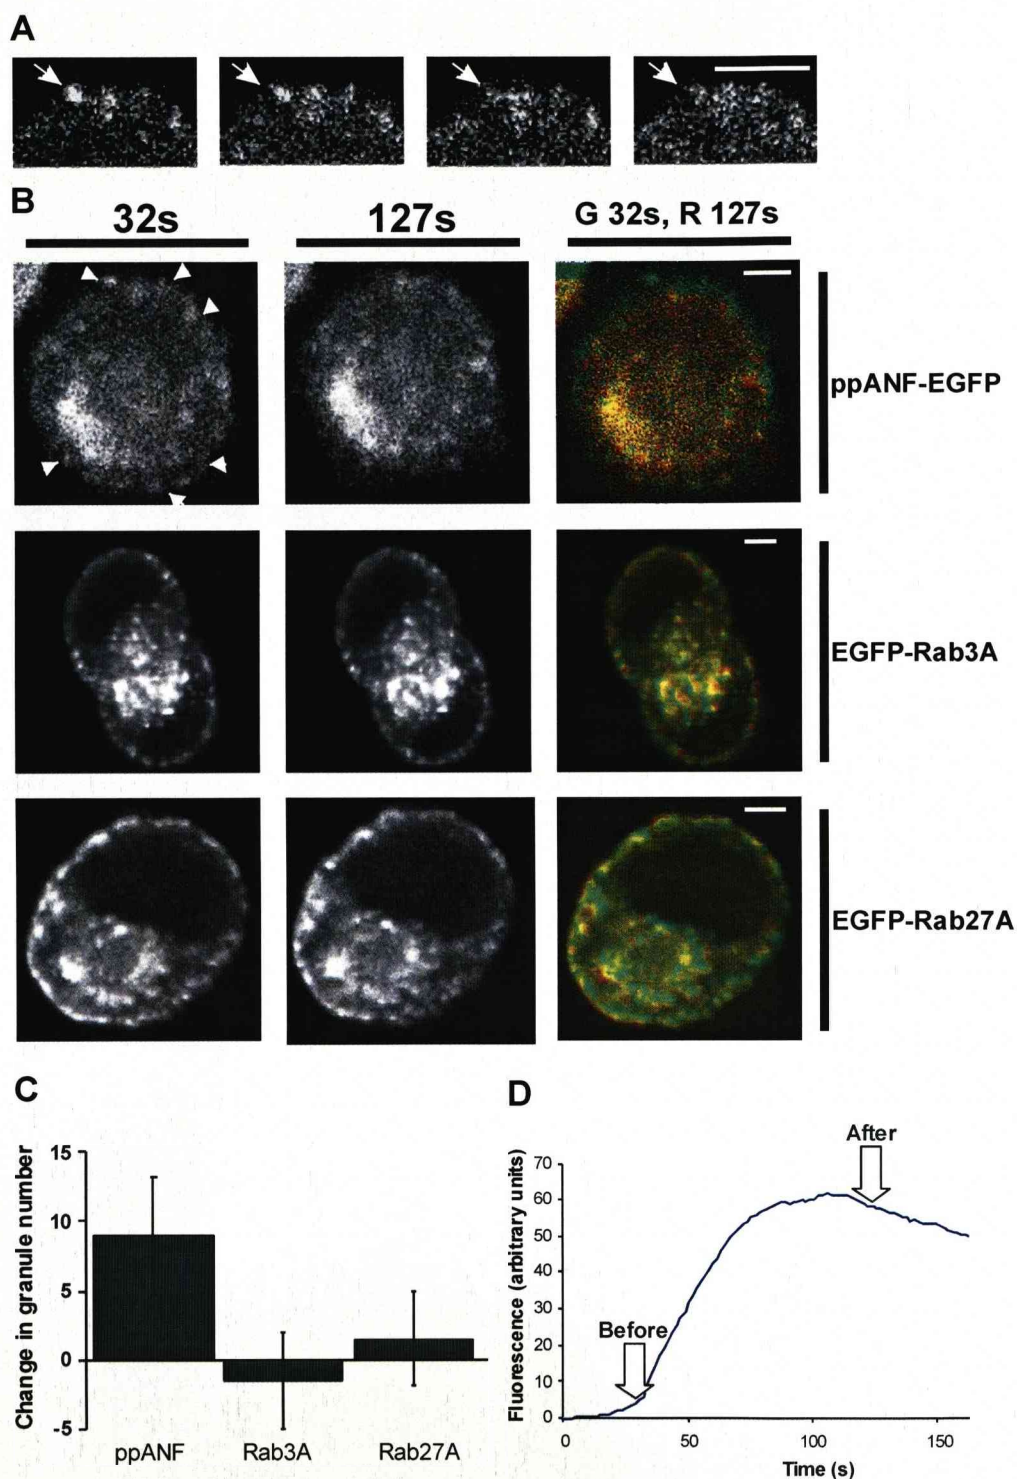 A
B
32s
127s
G 32s, R 127s
ppANF-EGFP
EGFP-Rab3A
EGFP-Rab27A
C
Change in granule number
15
10
5
0
-5
ppANF
Rab3A
Rab27A
D
Fluorescence (arbitrary units)
70
60
50
40
30
20
10
0
Before
After
0
50
100
150
Time (s)